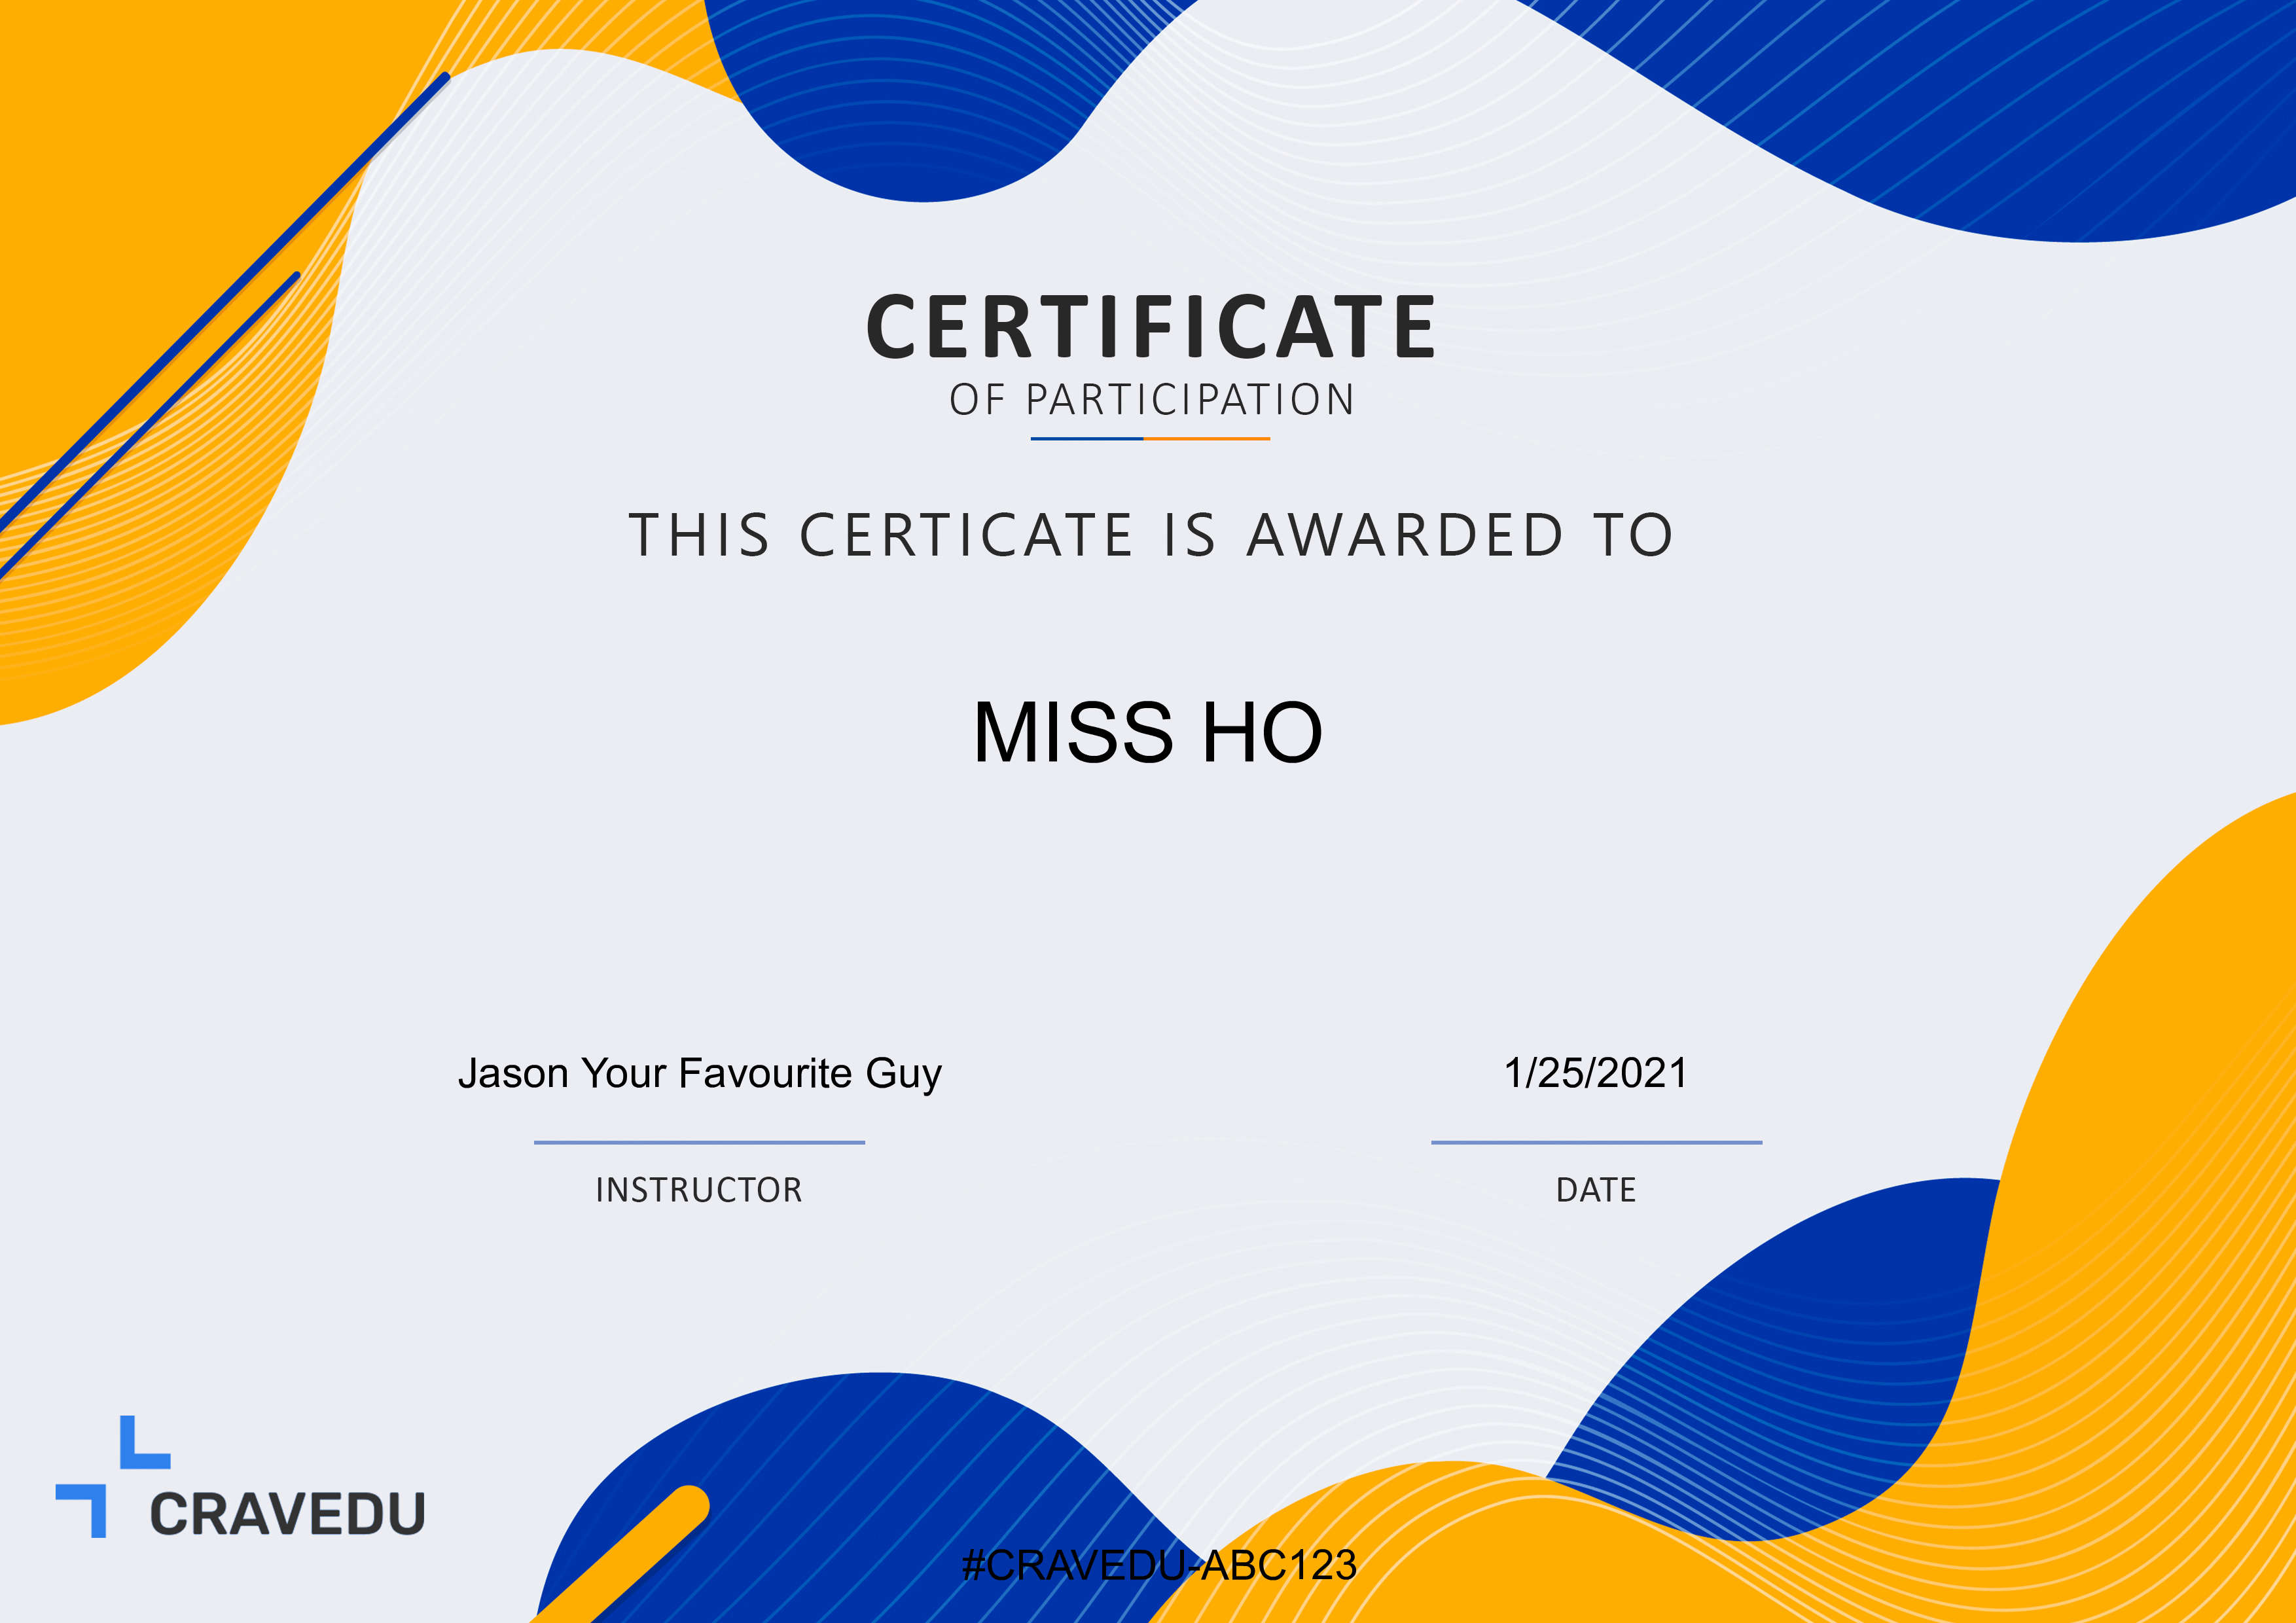 CERTIFICATE
OF PARTICIPATION
THIS CERTICATE IS AWARDED TO
MISS HO
Jason Your Favourite Guy
1/25/2021
INSTRUCTOR
DATE
CRAVEDU
#CRAVEDU-ABC123